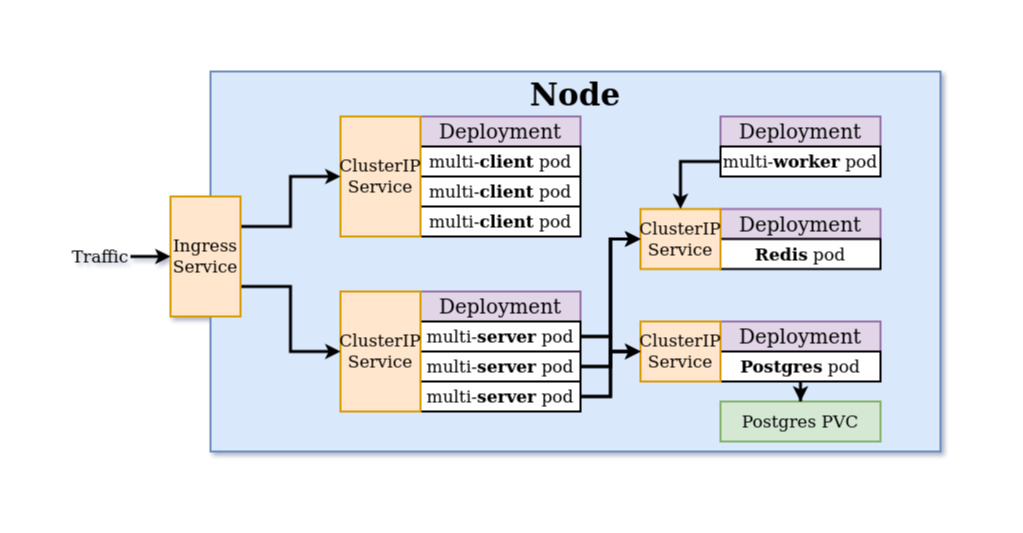 Node
Traffic
Ingress
Service
ClusterIP
Service
Deployment
multi-client pod
multi-client pod
multi-client pod
ClusterIP
Service
Deployment
multi-server pod
multi-server pod
multi-server pod
Deployment
multi-worker pod
ClusterIP
Service
Deployment
Redis pod
ClusterIP
Service
Deployment
Postgres pod
Postgres PVC